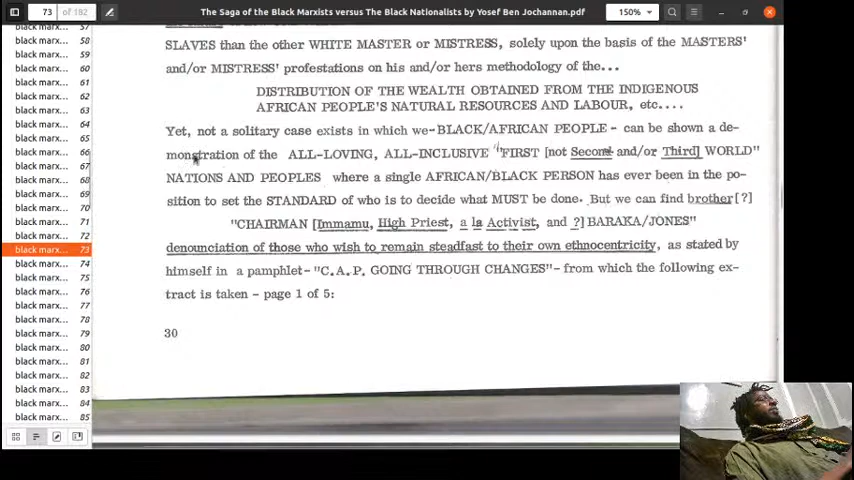 73 of 182
The Saga of the Black Marxists versus The Black Nationalists by Yosef Ben Jochannan.pdf
150%
black marx... 57
black marx... 58
black marx... 59
black marx... 60
black marx... 61
black marx... 62
black marx... 63
black marx... 64
black marx... 65
black marx... 66
black marx... 67
black marx... 68
black marx... 69
black marx... 70
black marx... 71
black marx... 72
black marx... 73
black marx... 74
black marx... 75
black marx... 76
black marx... 77
black marx... 78
black marx... 79
black marx... 80
black marx... 81
black marx... 82
black marx... 83
black marx... 84
black marx... 85
SLAVES than the other WHITE MASTER or MISTRESS, solely upon the basis of the MASTERS'
and/or MISTRESS' profestations on his and/or hers methodology of the...
DISTRIBUTION OF THE WEALTH OBTAINED FROM THE INDIGENOUS
AFRICAN PEOPLE'S NATURAL RESOURCES AND LABOUR, etc....
Yet, not a solitary case exists in which we-BLACK/AFRICAN PEOPLE - can be shown a de-
monstration of the ALL-LOVING, ALL-INCLUSIVE "FIRST [not Second and/or Third] WORLD"
NATIONS AND PEOPLES where a single AFRICAN/BLACK PERSON has ever been in the po-
sition to set the STANDARD of who is to decide what MUST be done. But we can find brother [?]
"CHAIRMAN [Immamu, High Priest, a la Activist, and ?] BARAKA/JONES"
denounciation of those who wish to remain steadfast to their own ethnocentricity, as stated by
himself in a pamphlet- "C.A.P. GOING THROUGH CHANGES" - from which the following ex-
tract is taken - page 1 of 5:
30